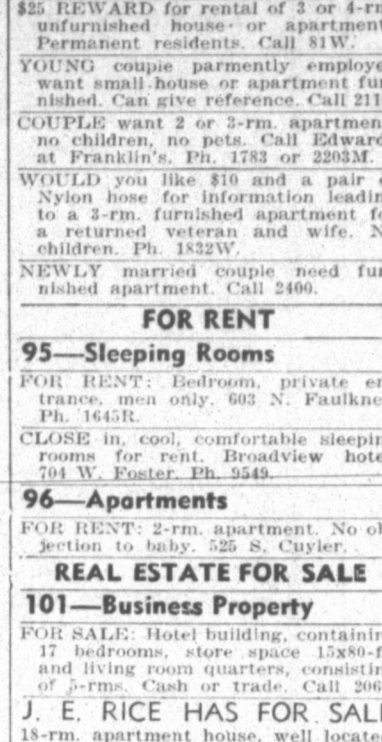 $25 REWARD for rental of 3 or 4-rm
unfurnished house or apartment
Permanent residents. Call 81W.
YOUNG couple parmently employe
want small house or apartment fur
nished. Can give reference. Call 211
COUPLE want 2 or 3-rm. apartmen
no children, no pets. Call Edward
at Franklin's. Ph. 1783 or 2203M.
WOULD you like $10 and a pair o
Nylon hose for information leadin
to a 3-rm. furnished apartment fo
a returned veteran and wife. N
children. Ph. 1832W.
NEWLY married couple need fur
nished apartment. Call 2400.
FOR RENT
95—Sleeping Rooms
FOR RENT: Bedroom, private en
trance, men only. 603 N. Faulkne
Ph. 1645R.
CLOSE in, cool, comfortable sleepin
rooms for rent. Broadview hote
704 W. Foster. Ph. 9549.
96—Apartments
FOR RENT: 2-rm. apartment. No ob
jection to baby. 525 S. Cuyler.
REAL ESTATE FOR SALE
101—Business Property
FOR SALE: Hotel building, containin
17 bedrooms, store space 15x80-f
and living room quarters, consistin
of 5-rms. Cash or trade. Call 206
J. E. RICE HAS FOR SALE
18-rm. apartment house, well locate